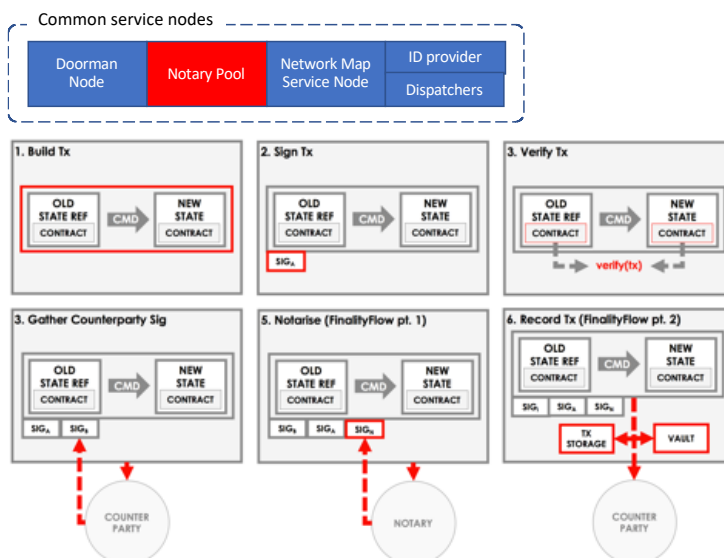 Common service nodes
Doorman
Node
Notary Pool
Network Map
Service Node
ID provider
Dispatchers
1. Build Tx
OLD
STATE REF
CONTRACT
CMD
NEW
STATE
CONTRACT
2. Sign Tx
OLD
STATE REF
CONTRACT
CMD
NEW
STATE
CONTRACT
SIGA
3. Verify Tx
OLD
STATE REF
CONTRACT
CMD
NEW
STATE
CONTRACT
verify(tx)
3. Gather Counterparty Sig
OLD
STATE REF
CONTRACT
CMD
NEW
STATE
CONTRACT
SIGA
SIGB
COUNTER
PARTY
5. Notarise (FinalityFlow pt. 1)
OLD
STATE REF
CONTRACT
CMD
NEW
STATE
CONTRACT
SIGB
SIGA
SIGN
NOTARY
6. Record Tx (FinalityFlow pt. 2)
OLD
STATE REF
CONTRACT
CMD
NEW
STATE
CONTRACT
SIGA
SIGN
TX
STORAGE
VAULT
COUNTER
PARTY